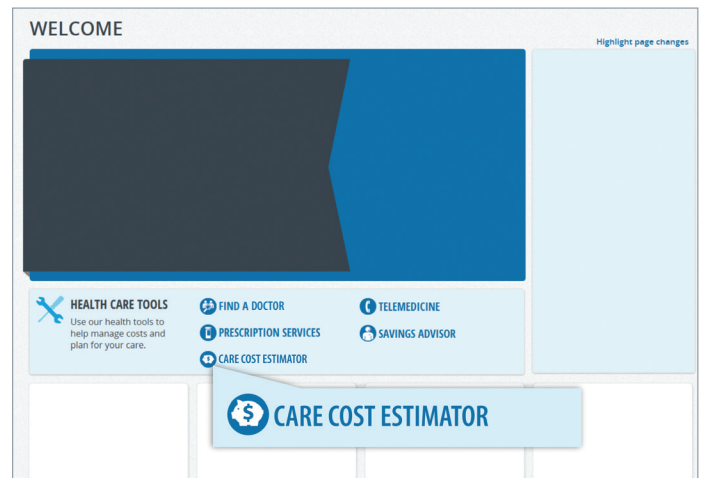 WELCOME
Highlight page changes
HEALTH CARE TOOLS
Use our health tools to
help manage costs and
plan for your care.
FIND A DOCTOR
PRESCRIPTION SERVICES
CARE COST ESTIMATOR
TELEMEDICINE
SAVINGS ADVISOR
$ CARE COST ESTIMATOR